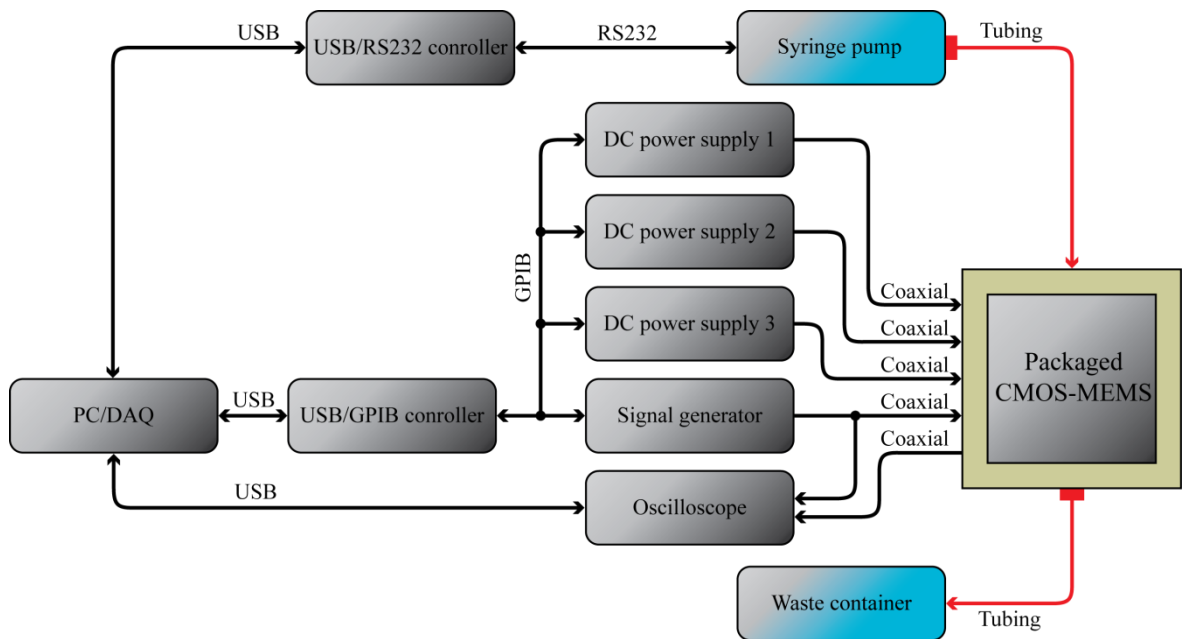 USB
USB/RS232 conroller
RS232
Syringe pump
Tubing
DC power supply 1
DC power supply 2
GPIB
DC power supply 3
Coaxial
Coaxial
Coaxial
Packaged
CMOS-MEMS
PC/DAQ
USB
USB/GPIB conroller
Signal generator
Coaxial
Coaxial
USB
Oscilloscope
Waste container
Tubing